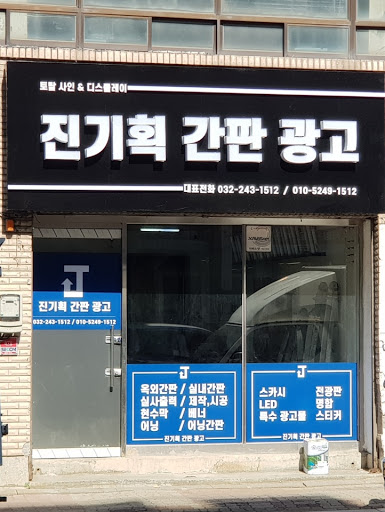 토탈 사인 & 디스플레이
진기획 간판 광고
대표전화 032-243-1512 / 010-5249-1512
진기획 간판 광고
032-243-1512 / 010-5249-1512
옥외간판 / 실내간판
실사출력 / 제작,시공
현수막 / 배너
어닝 / 어닝간판
진기획 간판 광고
스카시 전광판
LED 명함
특수 광고물 스티커
진기획 간판 광고